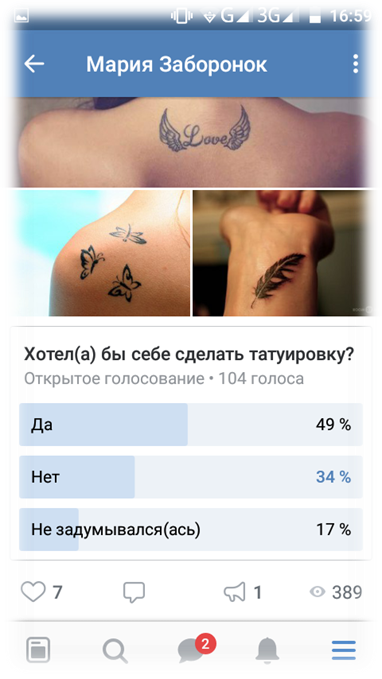 G 3G 16:59
Мария Заборонок
Love
Хотел(а) бы себе сделать татуировку?
Открытое голосование • 104 голоса
Да 49 %
Нет 34 %
Не задумывался(ась) 17 %
7 1 389
2